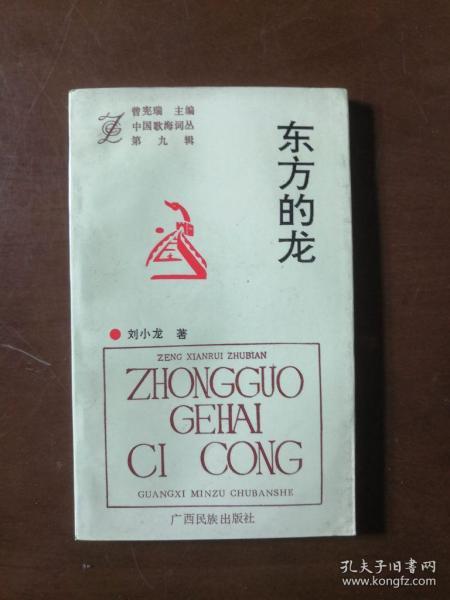 曾宪瑞 主编
中国歌海词丛
第九辑
东方的龙
刘小龙 著
ZENG XIANRUI ZHUBIAN
ZHONGGUO
GEHAI
CI CONG
GUANGXI MINZU CHUBANSHE
广西民族出版社
孔夫子旧书网
www.kongfz.com